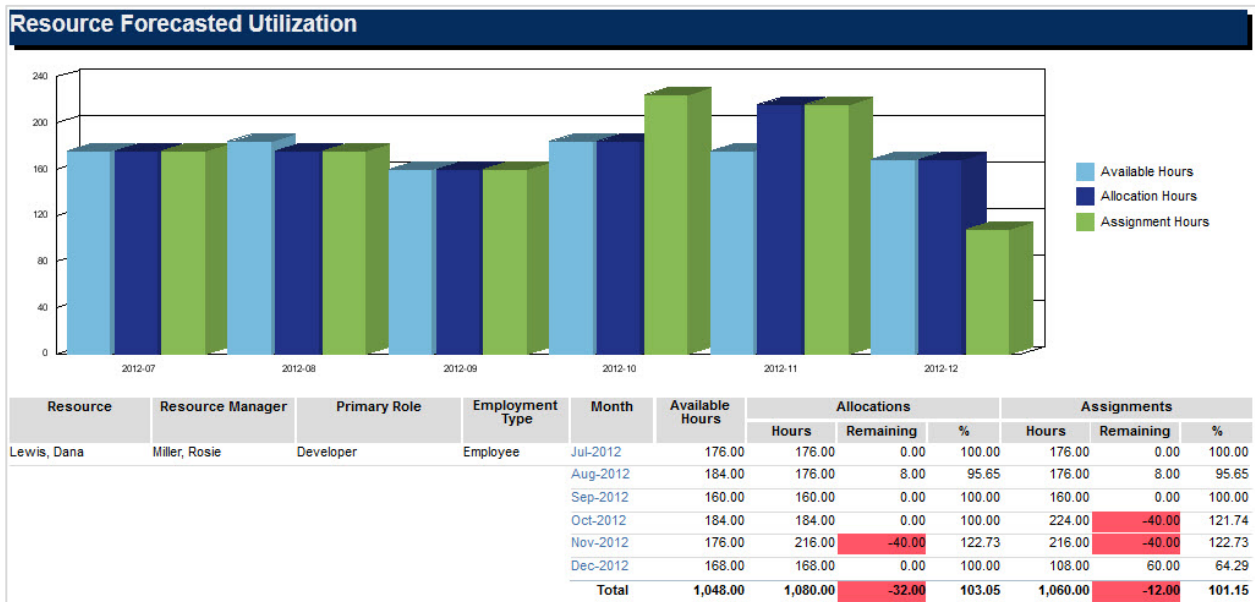 Resource Forecasted Utilization
240
200
160
120
80
40
0
2012-07 2012-08 2012-09 2012-10 2012-11 2012-12
Available Hours
Allocation Hours
Assignment Hours
Resource Resource Manager Primary Role Employment Type Month Available Hours Allocations Assignments
Hours Remaining % Hours Remaining %
Lewis, Dana Miller, Rosie Developer Employee Jul-2012 176.00 176.00 0.00 100.00 176.00 0.00 100.00
Aug-2012 184.00 176.00 8.00 95.65 176.00 8.00 95.65
Sep-2012 160.00 160.00 0.00 100.00 160.00 0.00 100.00
Oct-2012 184.00 184.00 0.00 100.00 224.00 -40.00 121.74
Nov-2012 176.00 216.00 -40.00 122.73 216.00 -40.00 122.73
Dec-2012 168.00 168.00 0.00 100.00 108.00 60.00 64.29
Total 1,048.00 1,080.00 -32.00 103.05 1,060.00 -12.00 101.15